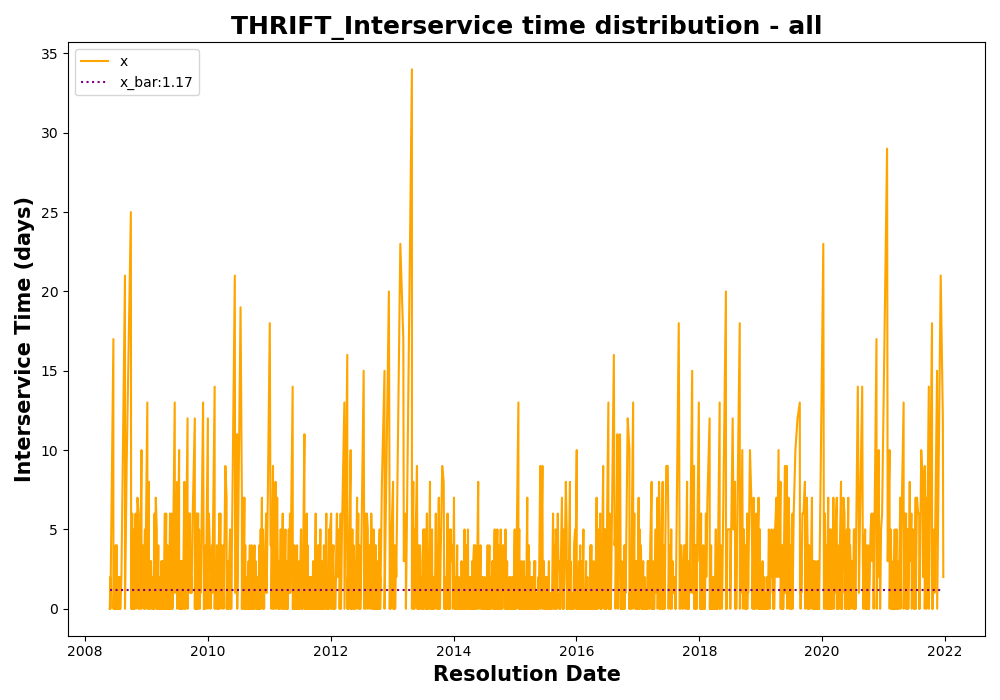 THRIFT_Interservice time distribution - all
x
x_bar:1.17
Interservice Time (days)
35
30
25
20
15
10
5
0
2008 2010 2012 2014 2016 2018 2020 2022
Resolution Date